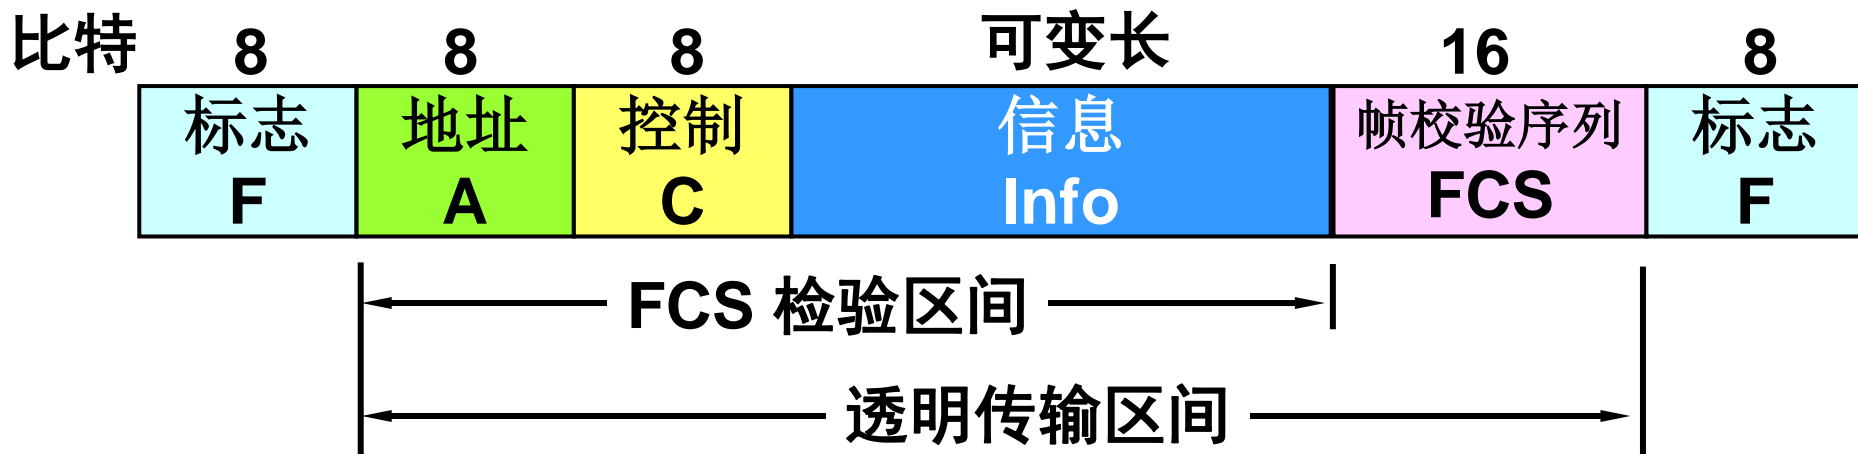 比特 8 8 8 可变长 16 8
标志 地址 控制 信息 帧校验序列 标志
F A C Info FCS F
FCS 检验区间
透明传输区间